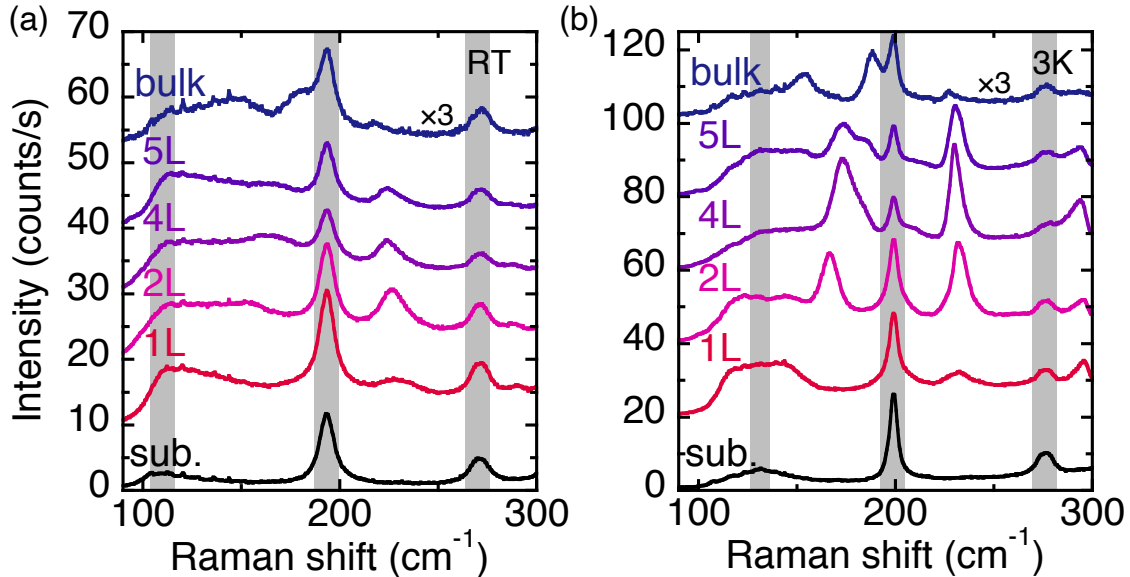 (a)
70
60
50
40
30
20
10
0
Intensity (counts/s)
bulk
RT
×3
5L
4L
2L
1L
sub.
100
200
300
Raman shift (cm⁻¹)
(b)
120
100
80
60
40
20
0
bulk
3K
×3
5L
4L
2L
1L
sub.
100
200
300
Raman shift (cm⁻¹)